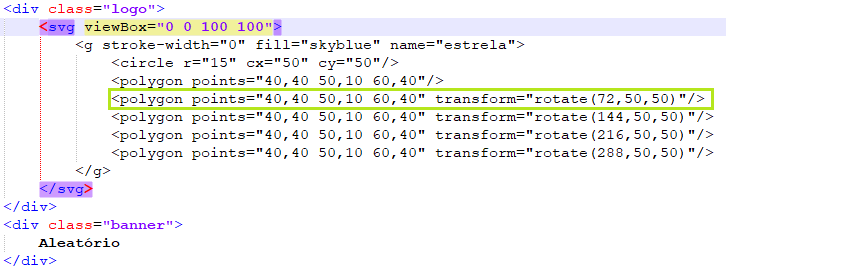 <div class="logo">
<svg viewBox="0 0 100 100">
<g stroke-width="0" fill="skyblue" name="estrela">
<circle r="15" cx="50" cy="50"/>
<polygon points="40,40 50,10 60,40"/>
<polygon points="40,40 50,10 60,40" transform="rotate(72,50,50)"/>
<polygon points="40,40 50,10 60,40" transform="rotate(144,50,50)"/>
<polygon points="40,40 50,10 60,40" transform="rotate(216,50,50)"/>
<polygon points="40,40 50,10 60,40" transform="rotate(288,50,50)"/>
</g>
</svg>
</div>
<div class="banner">
Aleatório
</div>